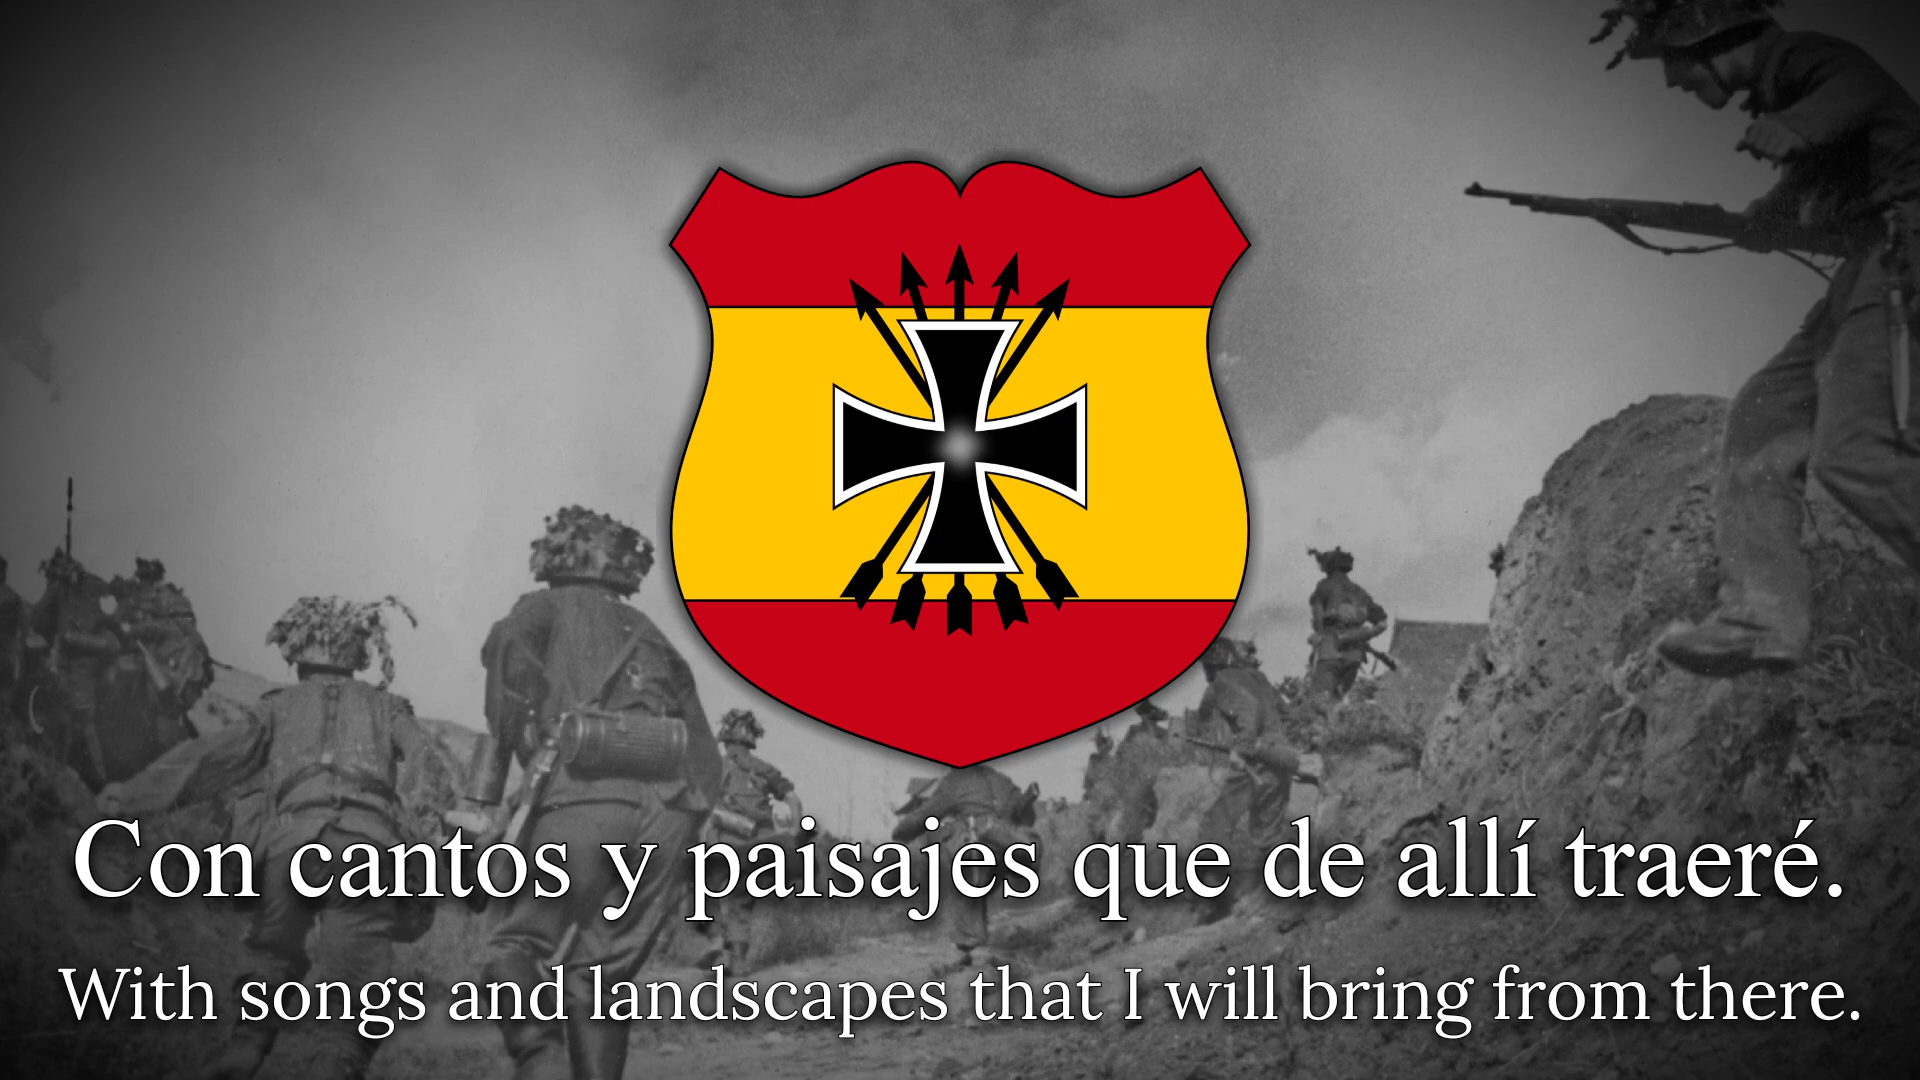 Con cantos y paisajes que de allí traeré.
With songs and landscapes that I will bring from there.